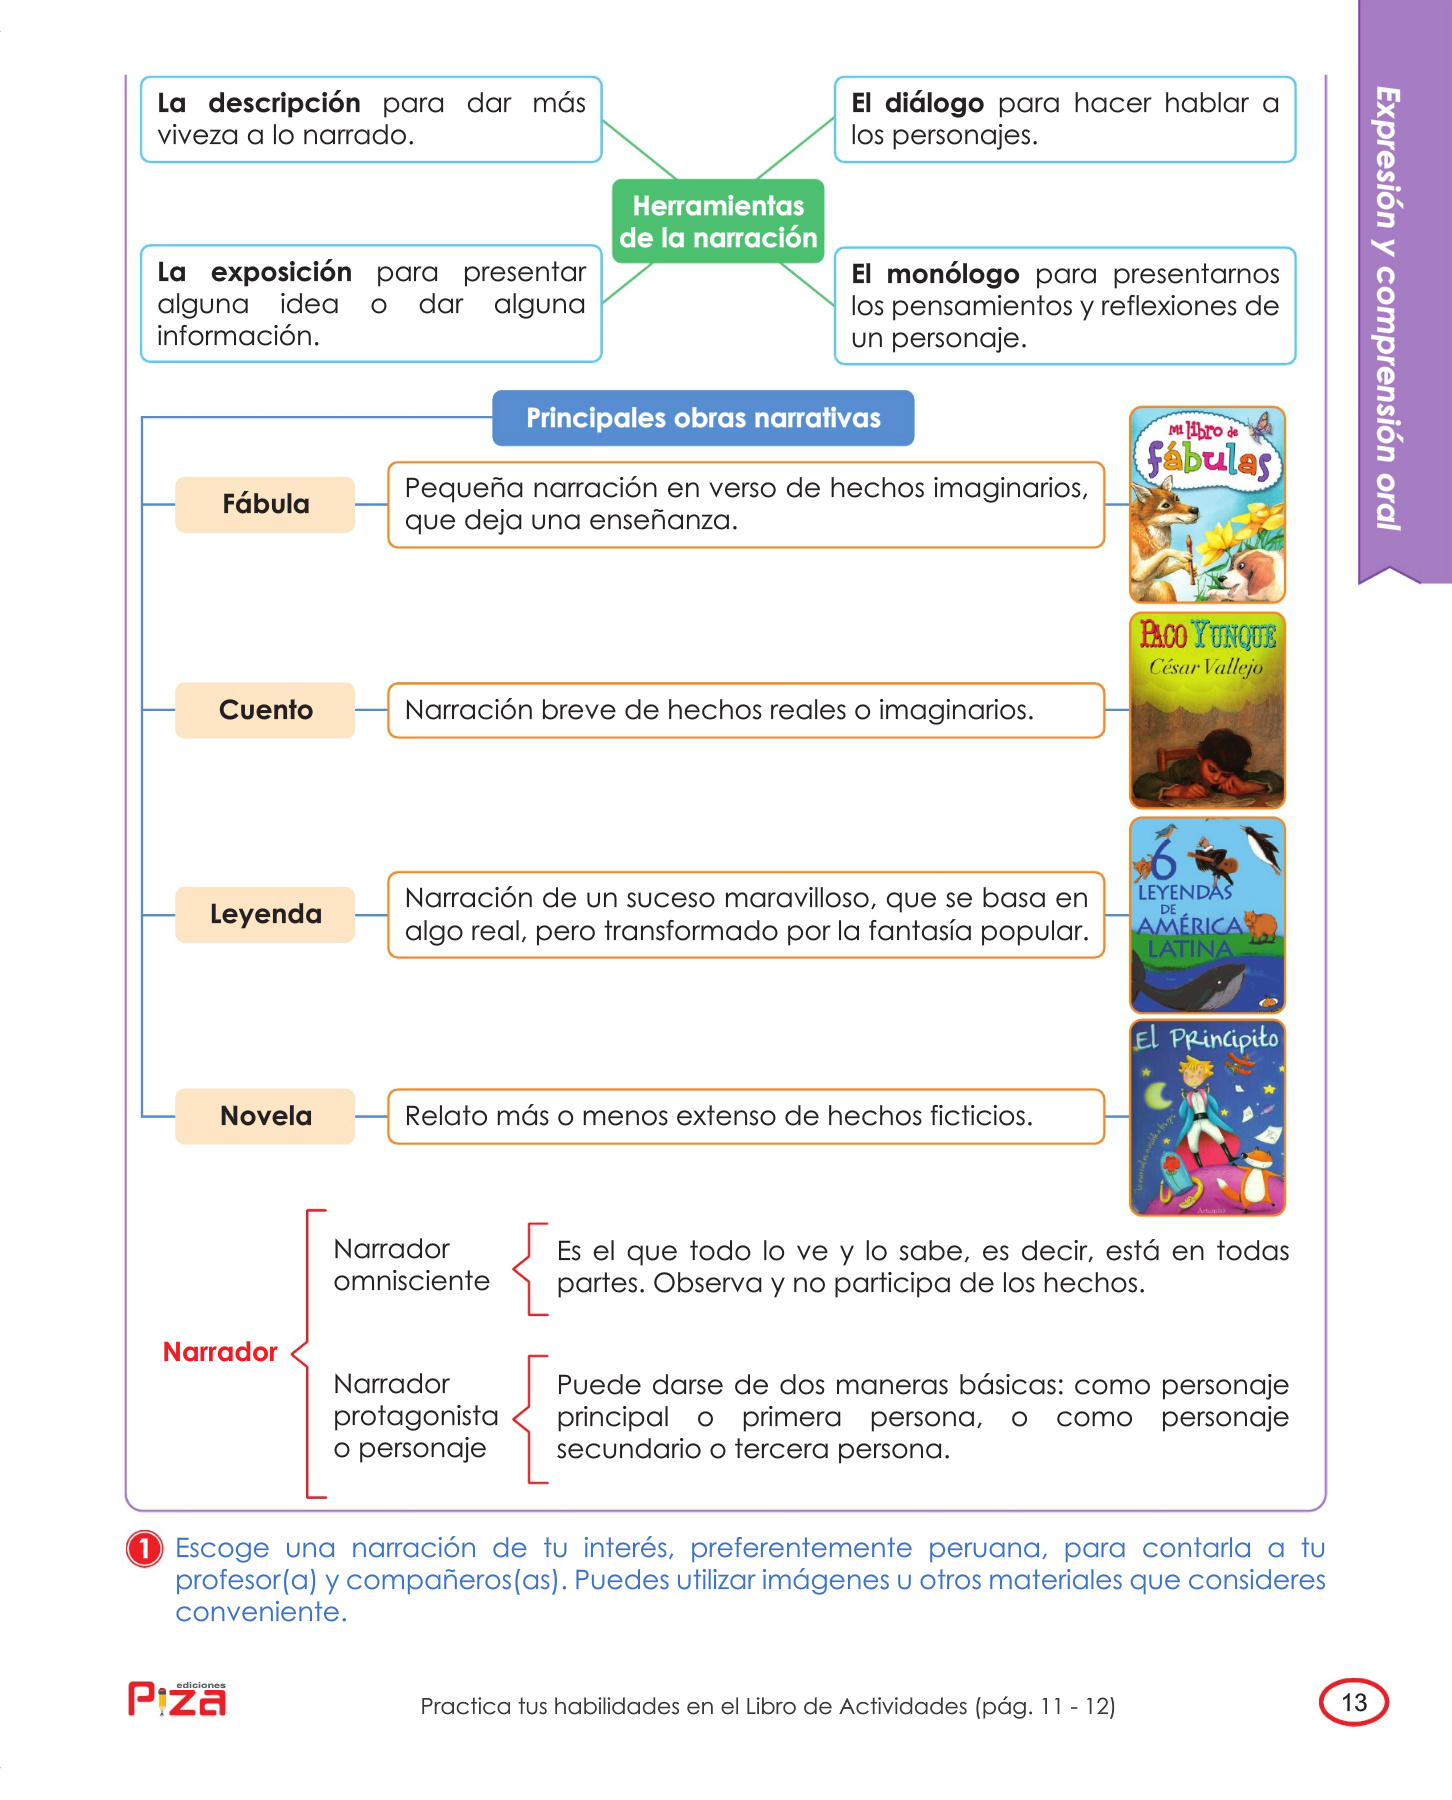 La descripción para dar más
viveza a lo narrado.
El diálogo para hacer hablar a
los personajes.
Herramientas
de la narración
La exposición para presentar
alguna idea o dar alguna
información.
El monólogo para presentarnos
los pensamientos y reflexiones de
un personaje.
Expresión y comprensión oral
Principales obras narrativas
Fábula
Pequeña narración en verso de hechos imaginarios,
que deja una enseñanza.
Mi libro de
fábulas
Cuento
Narración breve de hechos reales o imaginarios.
PACO YUNQUE
César Vallejo
Leyenda
Narración de un suceso maravilloso, que se basa en
algo real, pero transformado por la fantasía popular.
6
LEYENDAS
DE
AMÉRICA
LATINA
Novela
Relato más o menos extenso de hechos ficticios.
El Principito
Narrador
Narrador
omnisciente
Es el que todo lo ve y lo sabe, es decir, está en todas
partes. Observa y no participa de los hechos.
Narrador
protagonista
o personaje
Puede darse de dos maneras básicas: como personaje
principal o primera persona, o como personaje
secundario o tercera persona.
1 Escoge una narración de tu interés, preferentemente peruana, para contarla a tu
profesor(a) y compañeros(as). Puedes utilizar imágenes u otros materiales que consideres
conveniente.
ediciones
Piza
Practica tus habilidades en el Libro de Actividades (pág. 11 - 12)
13